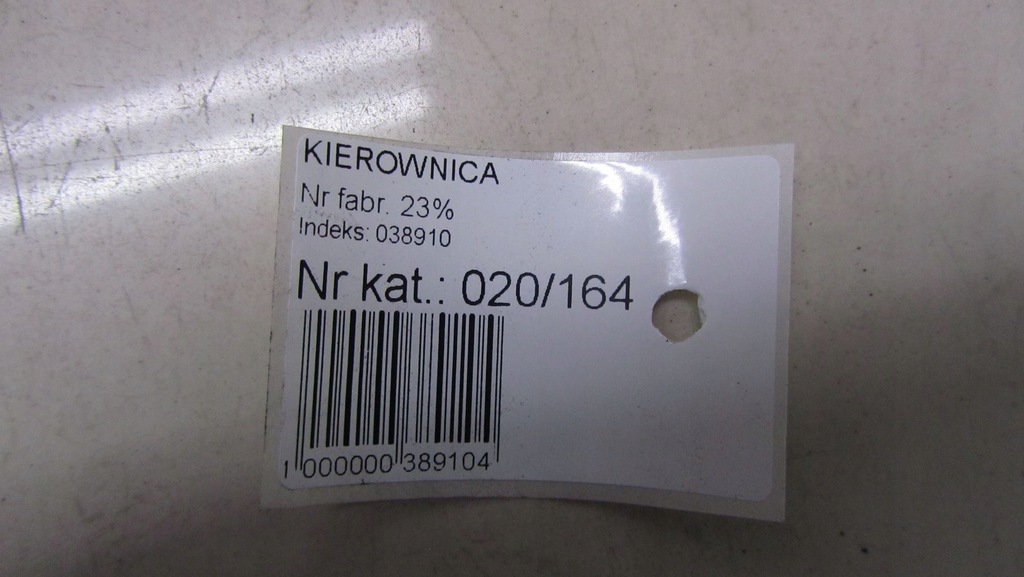 KIEROWNICA
Nr fabr. 23%
Indeks: 038910
Nr kat.: 020/164
1 000000 389104